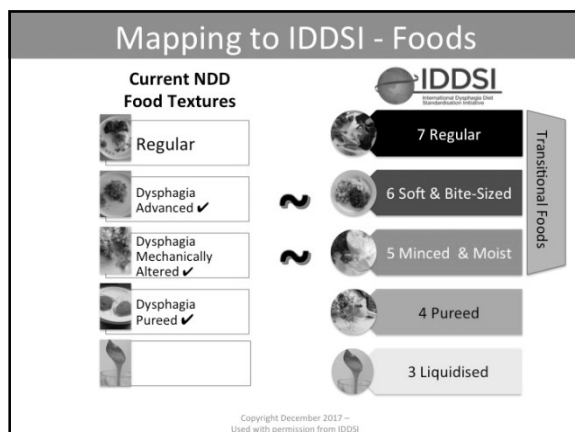 Mapping to IDDSI - Foods
Current NDD
Food Textures
Regular
Dysphagia
Advanced ✔
Dysphagia
Mechanically
Altered ✔
Dysphagia
Pureed ✔
~
~
IDDSI
International Dysphagia Diet
Standardisation Initiative
7 Regular
6 Soft & Bite-Sized
5 Minced & Moist
4 Pureed
3 Liquidised
Transitional Foods
Copyright December 2017 –
Used with permission from IDDSI